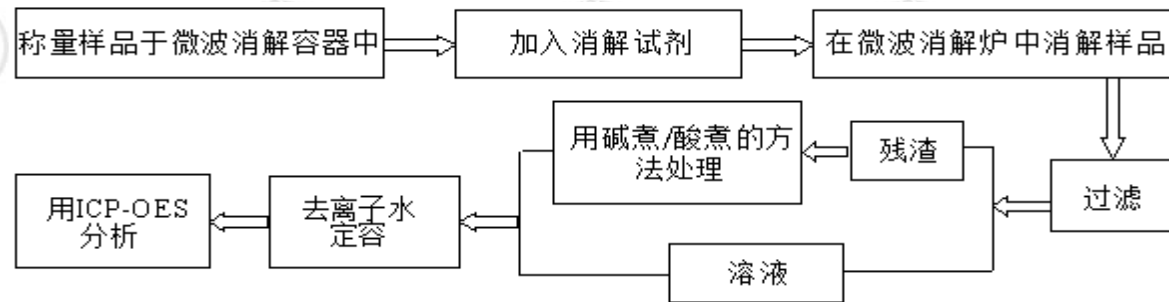 称量样品于微波消解容器中
加入消解试剂
在微波消解炉中消解样品
过滤
残渣
用碱煮/酸煮的方
法处理
溶液
去离子水
定容
用ICP-OES
分析